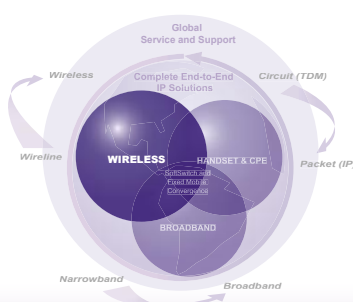 Global
Service and Support
Complete End-to-End
IP Solutions
Wireless
Circuit (TDM)
WIRELESS
HANDSET & CPE
Wireline
Packet (IP)
SoftSwitch and
Fixed Mobile
Convergence
BROADBAND
Narrowband
Broadband